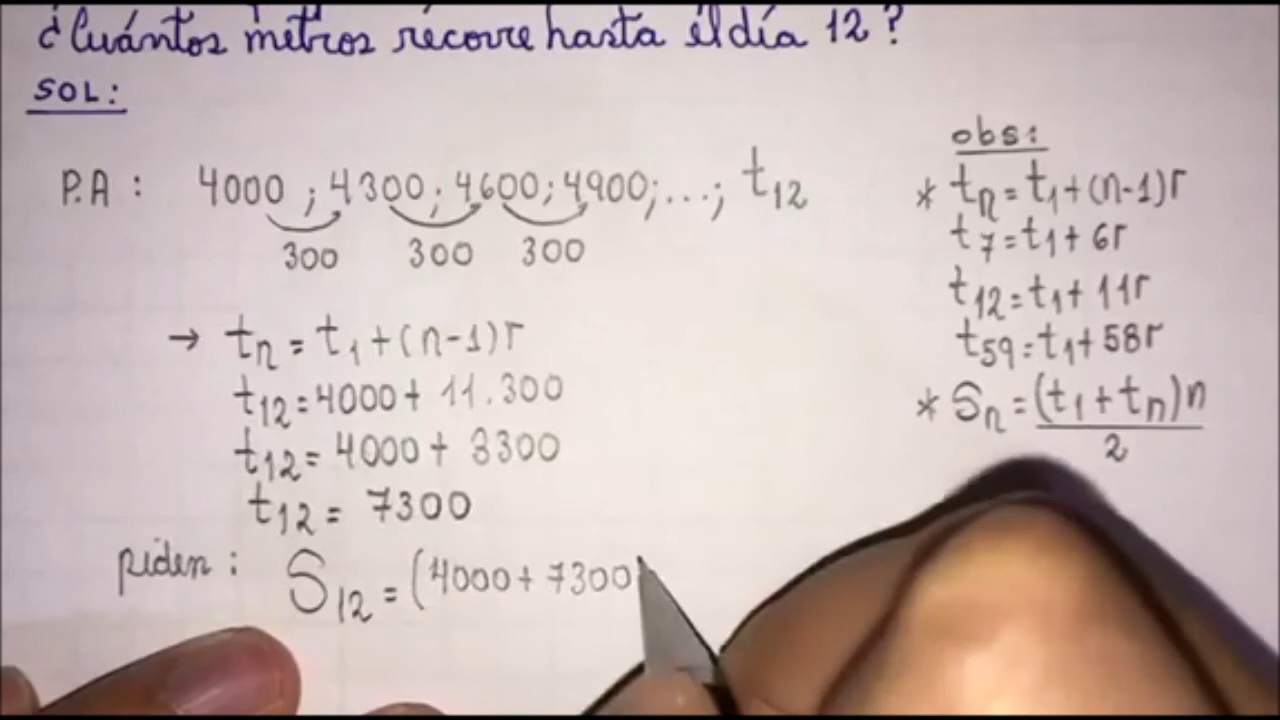 ¿Cuántos metros recorre hasta el día 12?
SOL:
P.A: 4000; 4300; 4600; 4900; ...; t12
300 300 300
→ tn = t1+(n-1)r
t12 = 4000+ 11.300
t12 = 4000+ 3300
t12 = 7300
piden: S12 = (4000+ 7300)
obs:
* tn = t1+(n-1)r
t7 = t1+6r
t12 = t1+11r
t59 = t1+58r
* Sn = (t1+tn)n
2